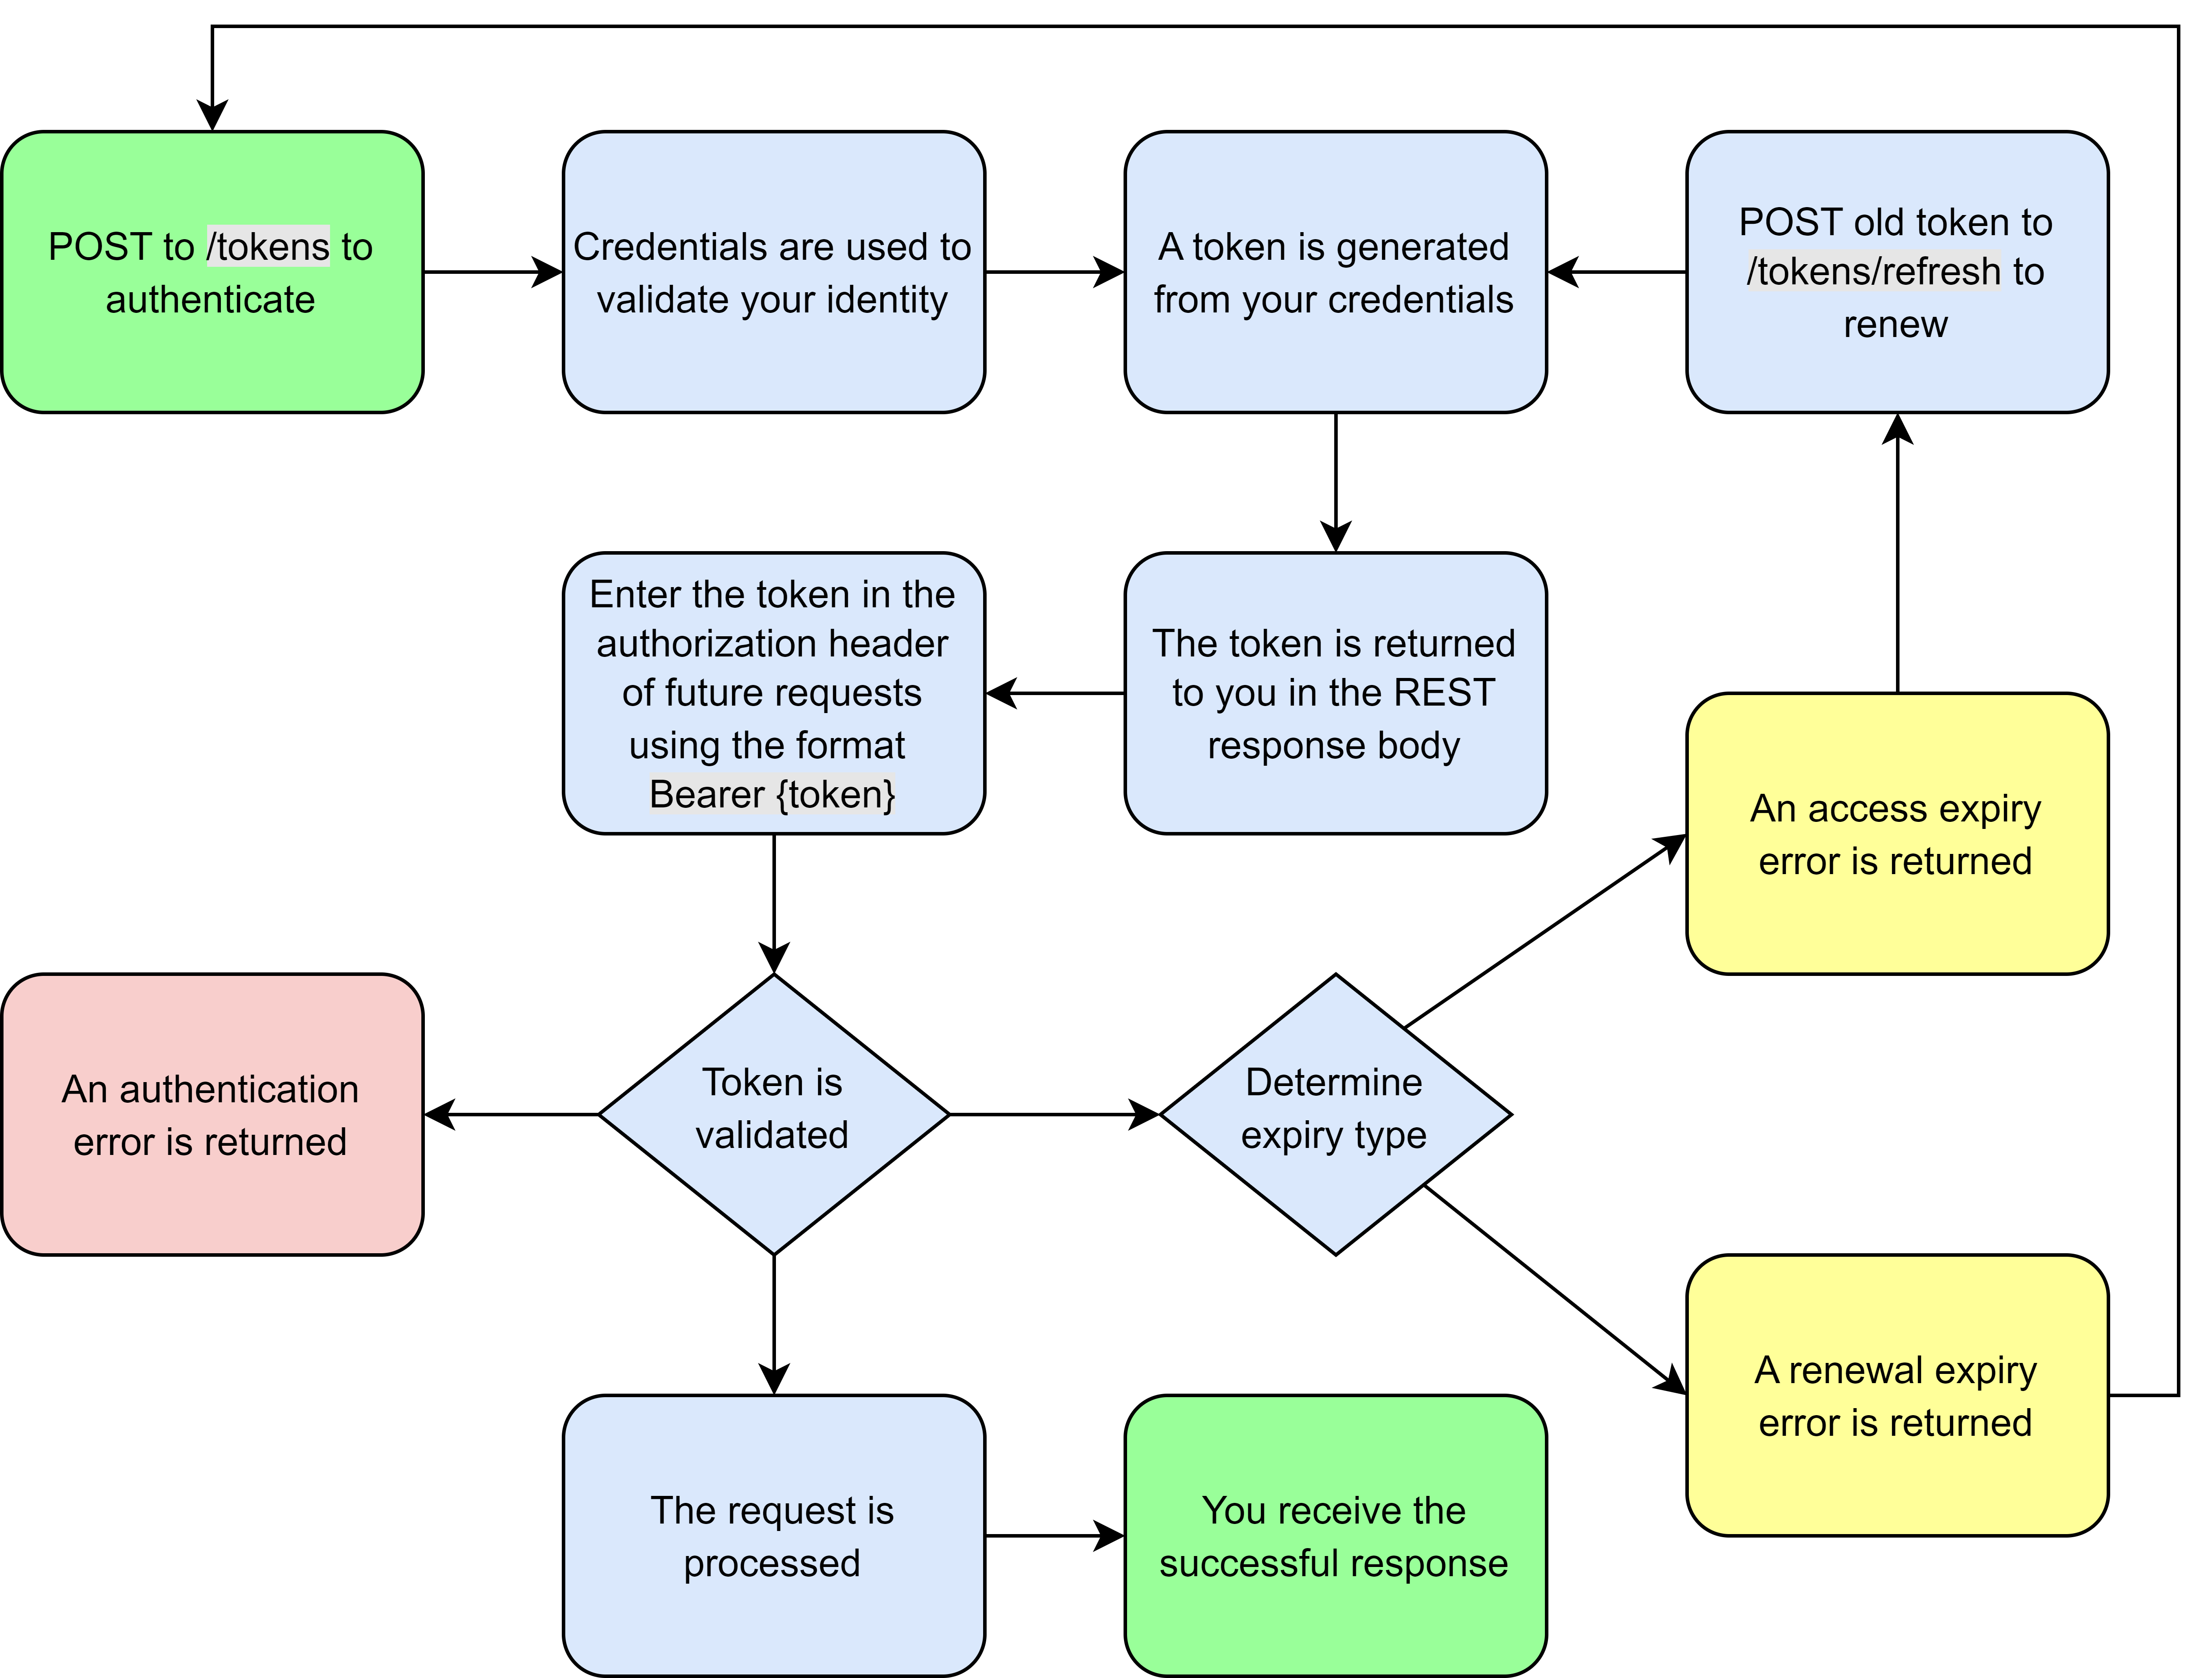 POST to /tokens to
authenticate
Credentials are used to
validate your identity
A token is generated
from your credentials
POST old token to
/tokens/refresh to
renew
Enter the token in the
authorization header
of future requests
using the format
Bearer {token}
The token is returned
to you in the REST
response body
An access expiry
error is returned
An authentication
error is returned
Token is
validated
Determine
expiry type
A renewal expiry
error is returned
The request is
processed
You receive the
successful response